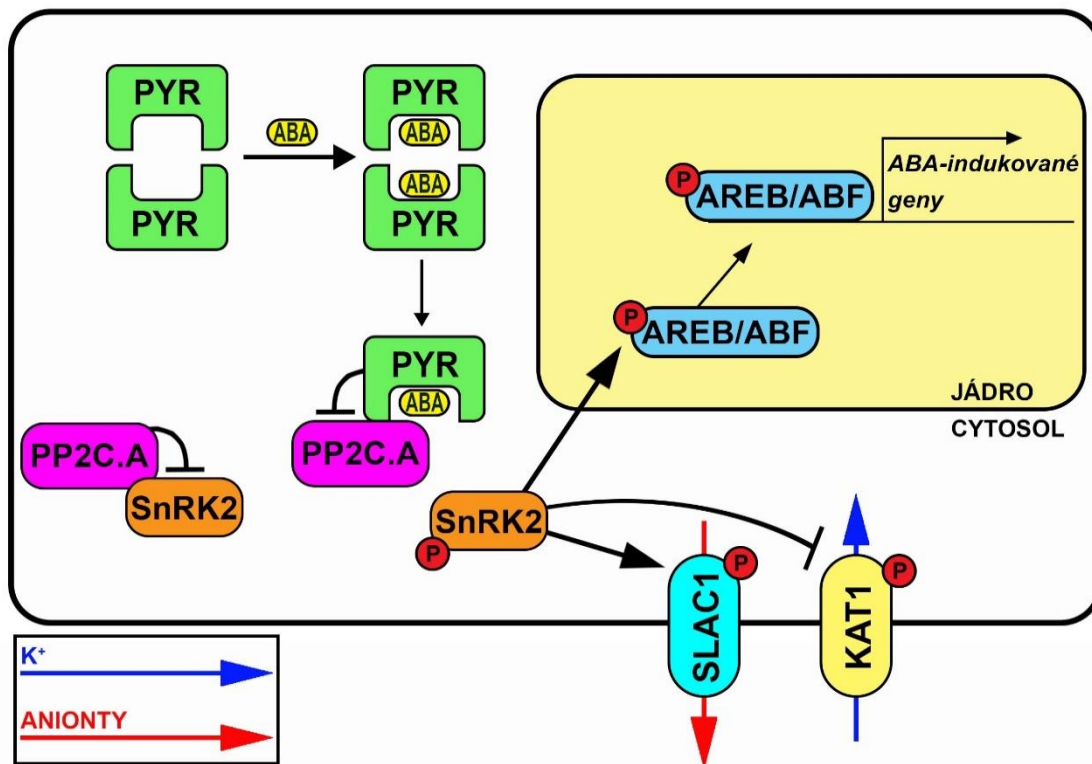 PYR
PYR
ABA
PYR
ABA
ABA
PYR
PYR
ABA
PP2C.A
PP2C.A
SnRK2
SnRK2
P
P
AREB/ABF
P
AREB/ABF
ABA-indukované
geny
JÁDRO
CYTOSOL
P
SLAC1
P
KAT1
K⁺
ANIONTY